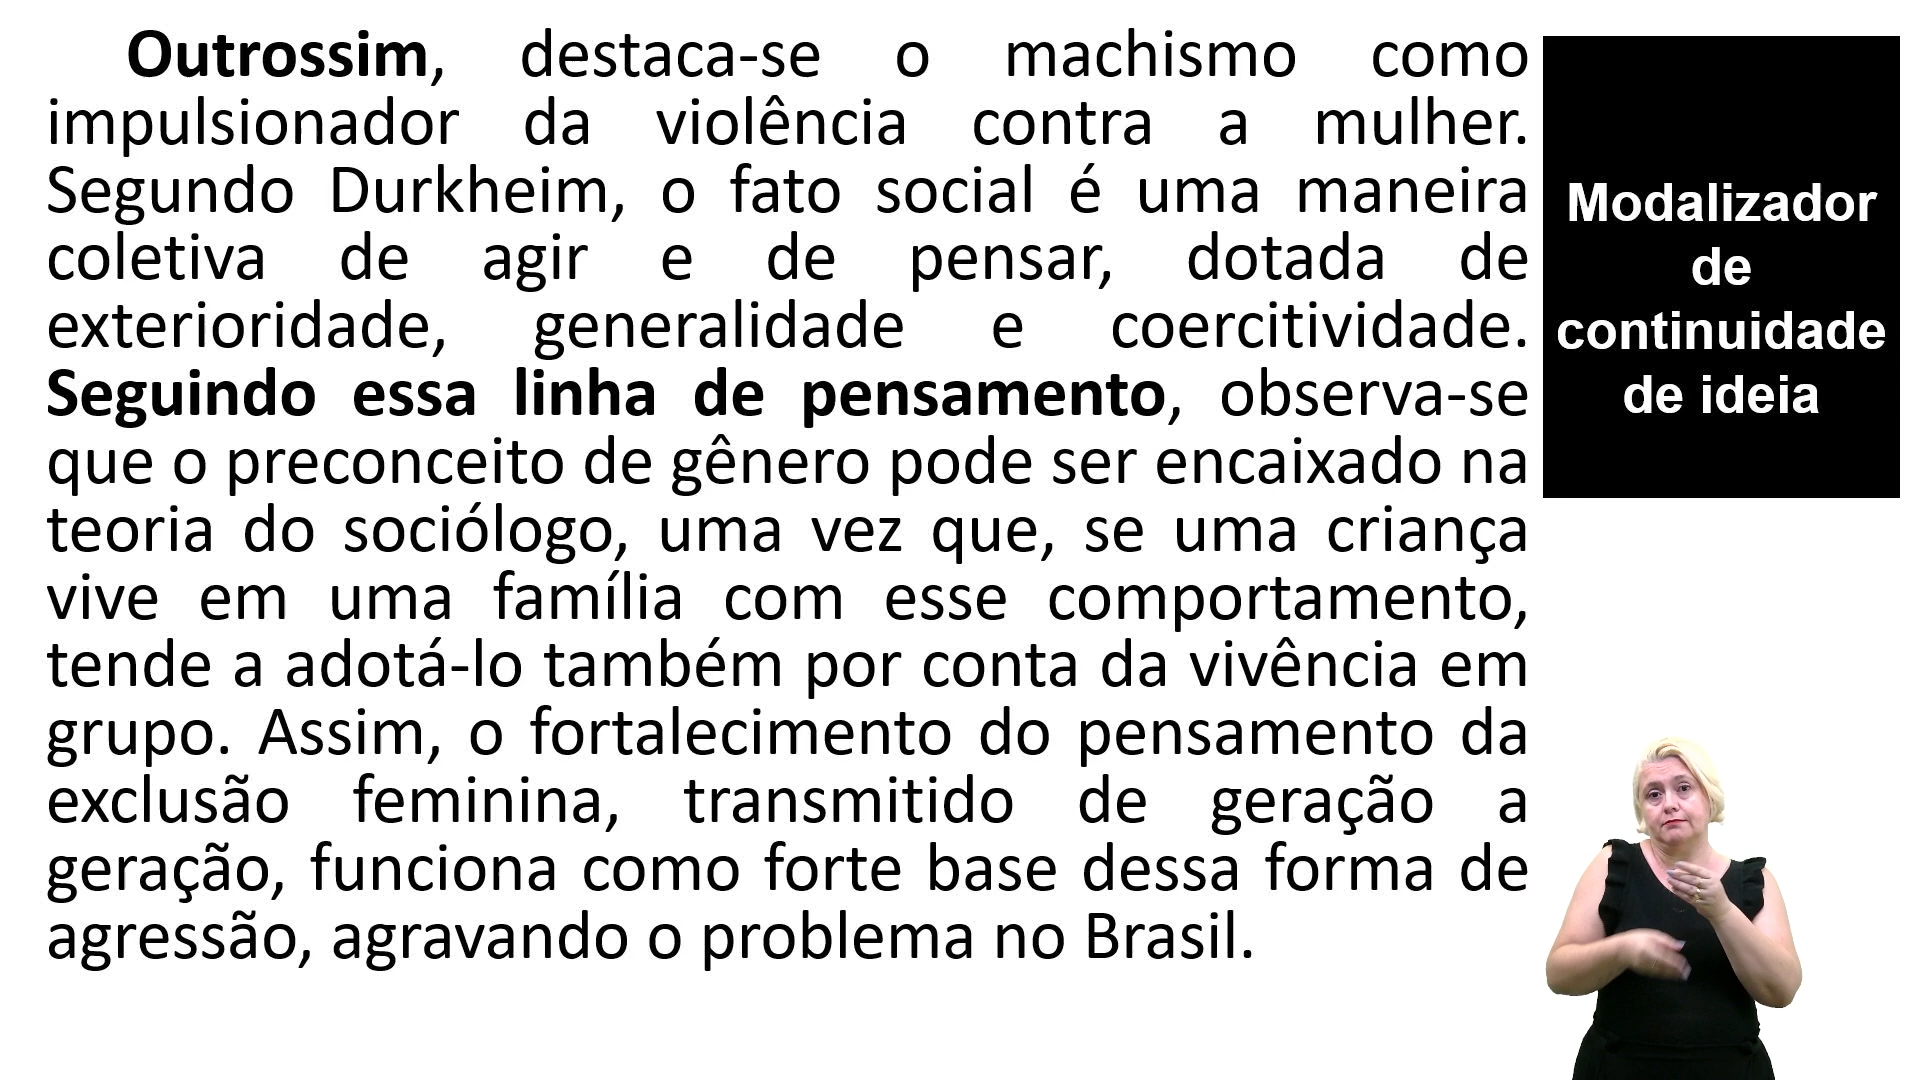 Outrossim, destaca-se o machismo como
impulsionador da violência contra a mulher.
Segundo Durkheim, o fato social é uma maneira
coletiva de agir e de pensar, dotada de
exterioridade, generalidade e coercitividade.
Seguindo essa linha de pensamento, observa-se
que o preconceito de gênero pode ser encaixado na
teoria do sociólogo, uma vez que, se uma criança
vive em uma família com esse comportamento,
tende a adotá-lo também por conta da vivência em
grupo. Assim, o fortalecimento do pensamento da
exclusão feminina, transmitido de geração a
geração, funciona como forte base dessa forma de
agressão, agravando o problema no Brasil.
Modalizador
de
continuidade
de ideia